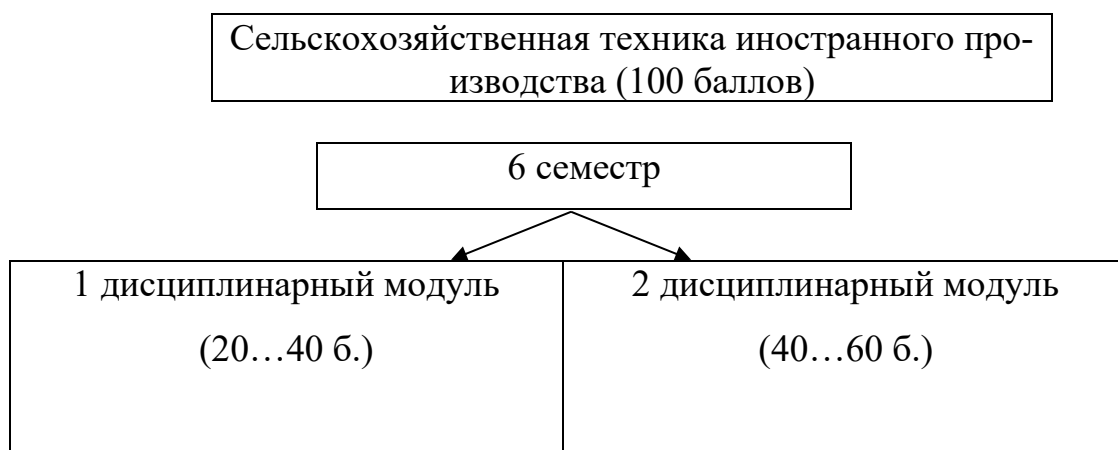 Сельскохозяйственная техника иностранного про-
изводства (100 баллов)
6 семестр
1 дисциплинарный модуль
(20…40 б.)
2 дисциплинарный модуль
(40…60 б.)